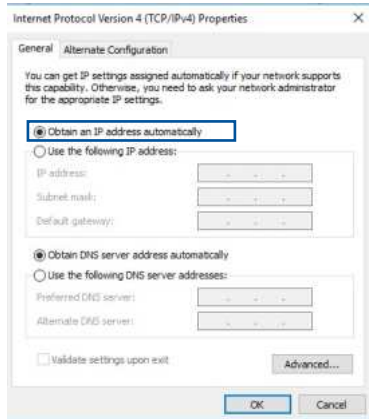 Internet Protocol Version 4 (TCP/IPv4) Properties
General
Alternate Configuration
You can get IP settings assigned automatically if your network supports
this capability. Otherwise, you need to ask your network administrator
for the appropriate IP settings.
Obtain an IP address automatically
Use the following IP address:
IP address:
Subnet mask:
Default gateway:
Obtain DNS server address automatically
Use the following DNS server addresses:
Preferred DNS server:
Alternate DNS server:
Validate settings upon exit
Advanced...
OK
Cancel